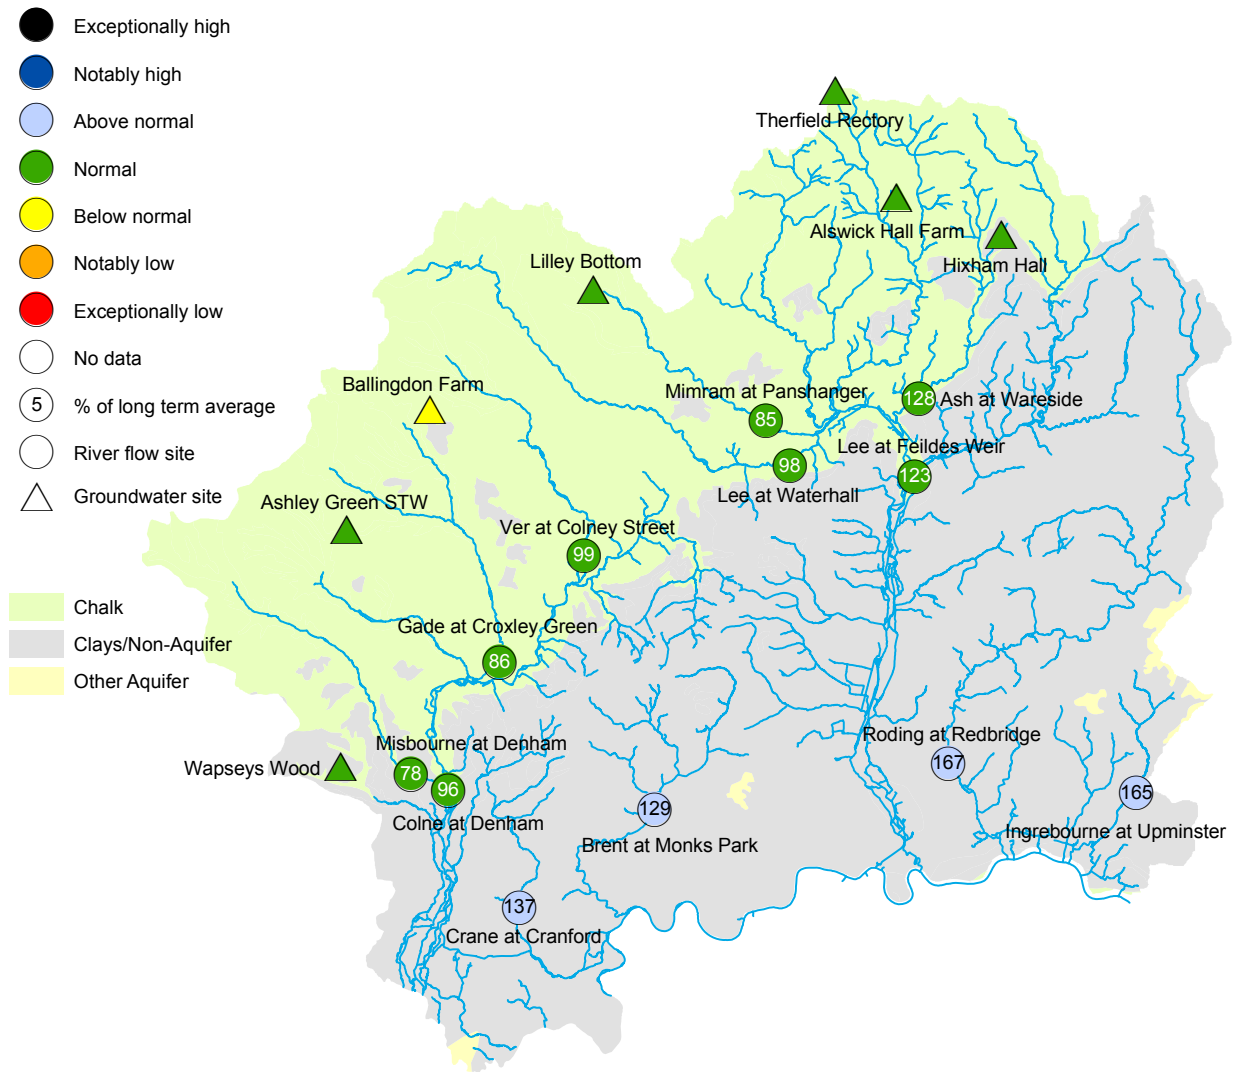 Exceptionally high
Notably high
Above normal
Normal
Below normal
Notably low
Exceptionally low
No data
5 % of long term average
River flow site
Groundwater site
Chalk
Clays/Non-Aquifer
Other Aquifer
Therfield Rectory
Alswick Hall Farm
Hixham Hall
Lilley Bottom
Ballingdon Farm
Mimram at Panshanger
85
128 Ash at Wareside
Lee at Feildes Weir
123
98
Lee at Waterhall
Ashley Green STW
Ver at Colney Street
99
Gade at Croxley Green
86
Misbourne at Denham
Wapseys Wood
78
96
Colne at Denham
Roding at Redbridge
167
165
129
Ingrebourne at Upminster
Brent at Monks Park
137
Crane at Cranford